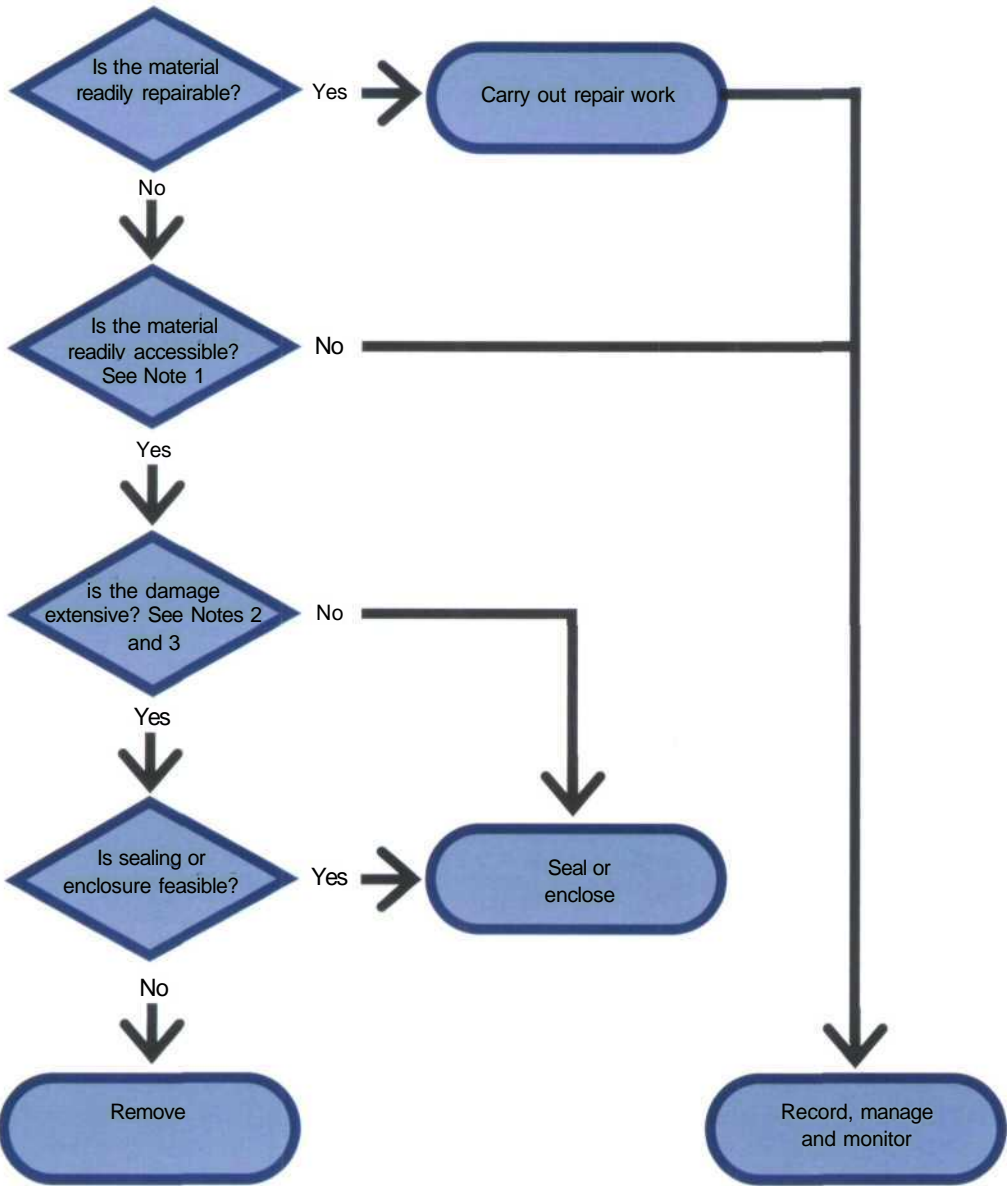 Is the material
readily repairable?
Yes
Carry out repair work
No
Is the material
readily accessible?
See Note 1
No
Yes
is the damage
extensive? See Notes 2
and 3
No
Yes
Is sealing or
enclosure feasible?
Yes
Seal or
enclose
No
Remove
Record, manage
and monitor